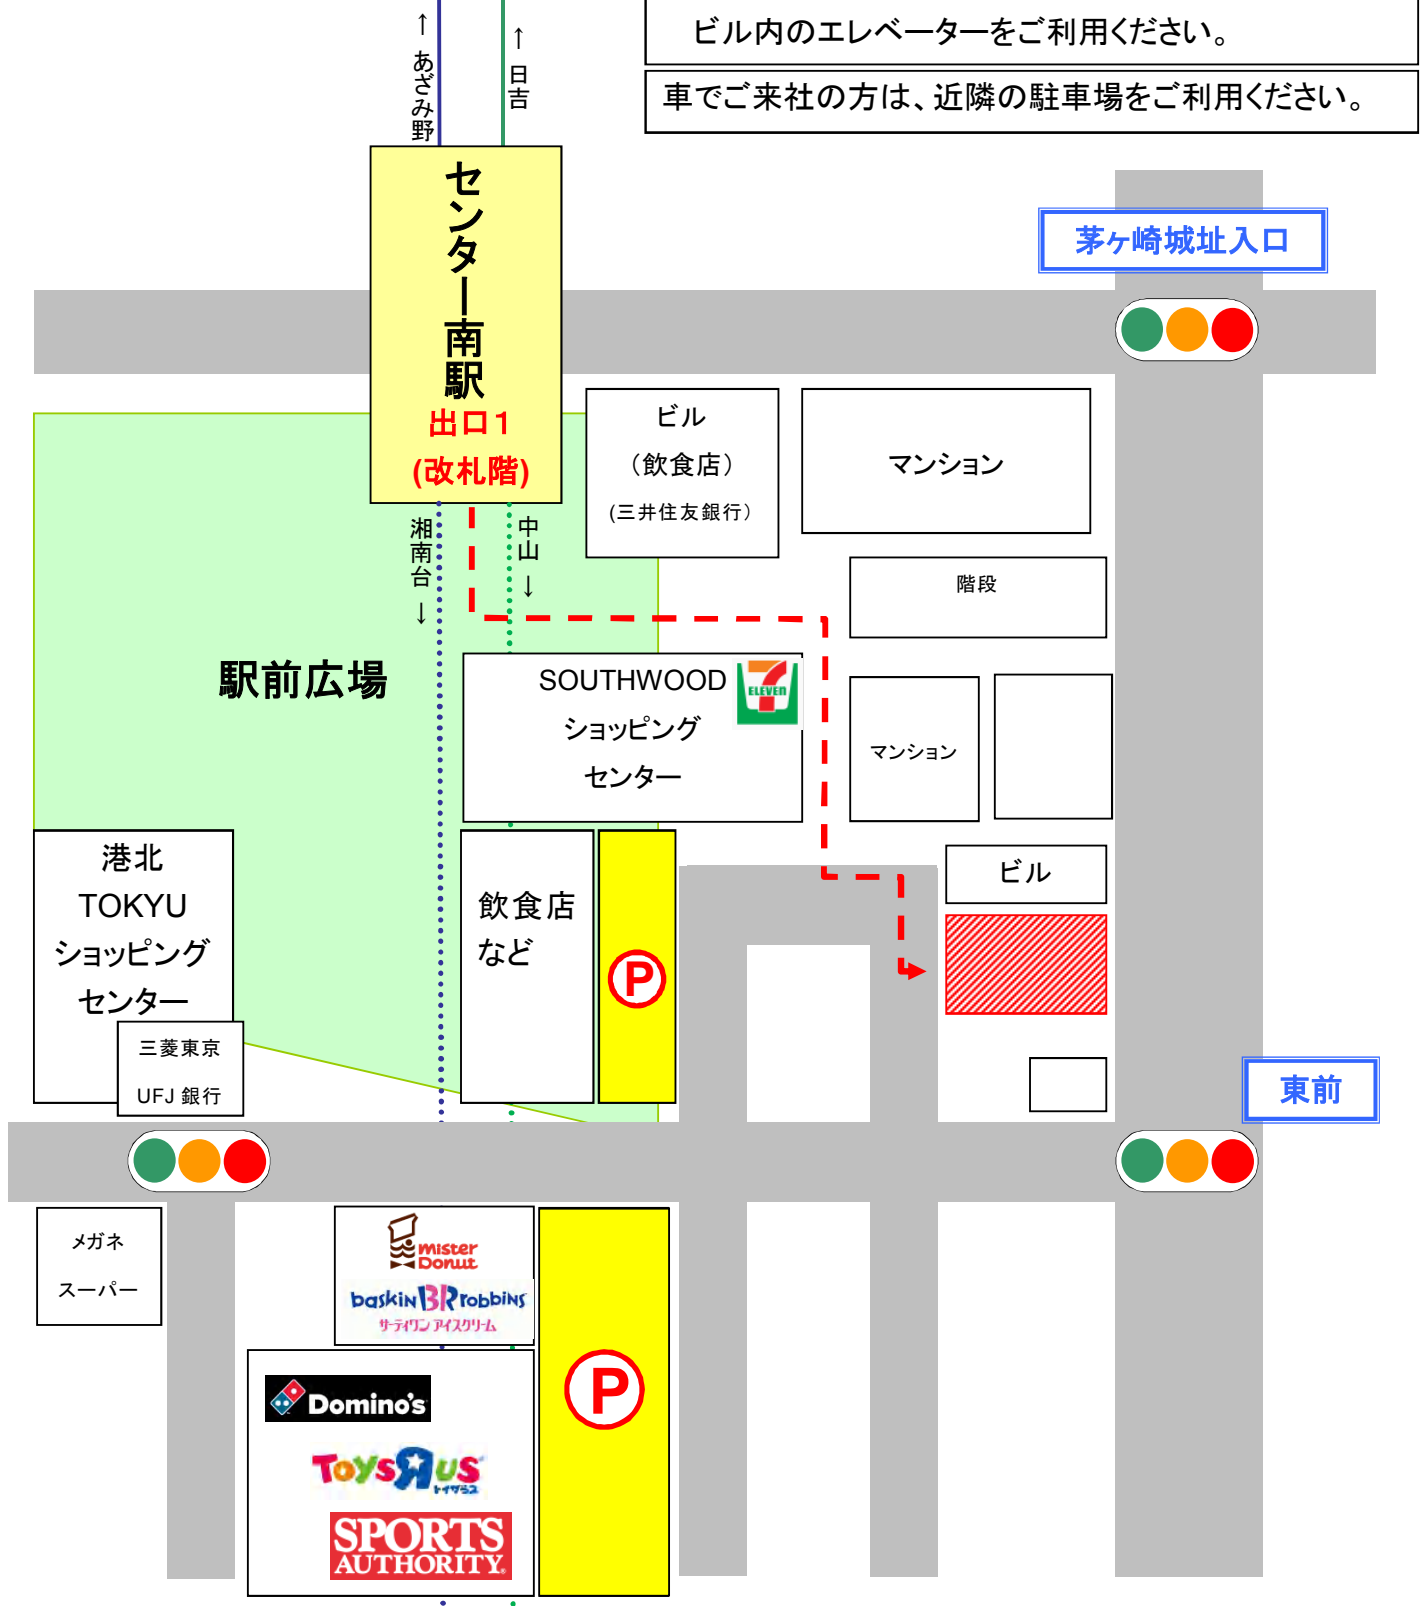 ビル内のエレベーターをご利用ください。
車でご来社の方は、近隣の駐車場をご利用ください。
↑ あざみ野
↑ 日吉
センター南駅
出口1
(改札階)
茅ヶ崎城址入口
ビル
（飲食店）
(三井住友銀行）
マンション
湘南台 ↓
中山 ↓
階段
駅前広場
SOUTHWOOD
ショッピング
センター
7
ELEVEN
マンション
港北
TOKYU
ショッピング
センター
三菱東京
UFJ 銀行
飲食店
など
P
ビル
東前
メガネ
スーパー
mister
Donut
baskin BR robbins
サーティワン アイスクリーム
Domino's
ToysЯus
トイザらス
SPORTS
AUTHORITY.
P